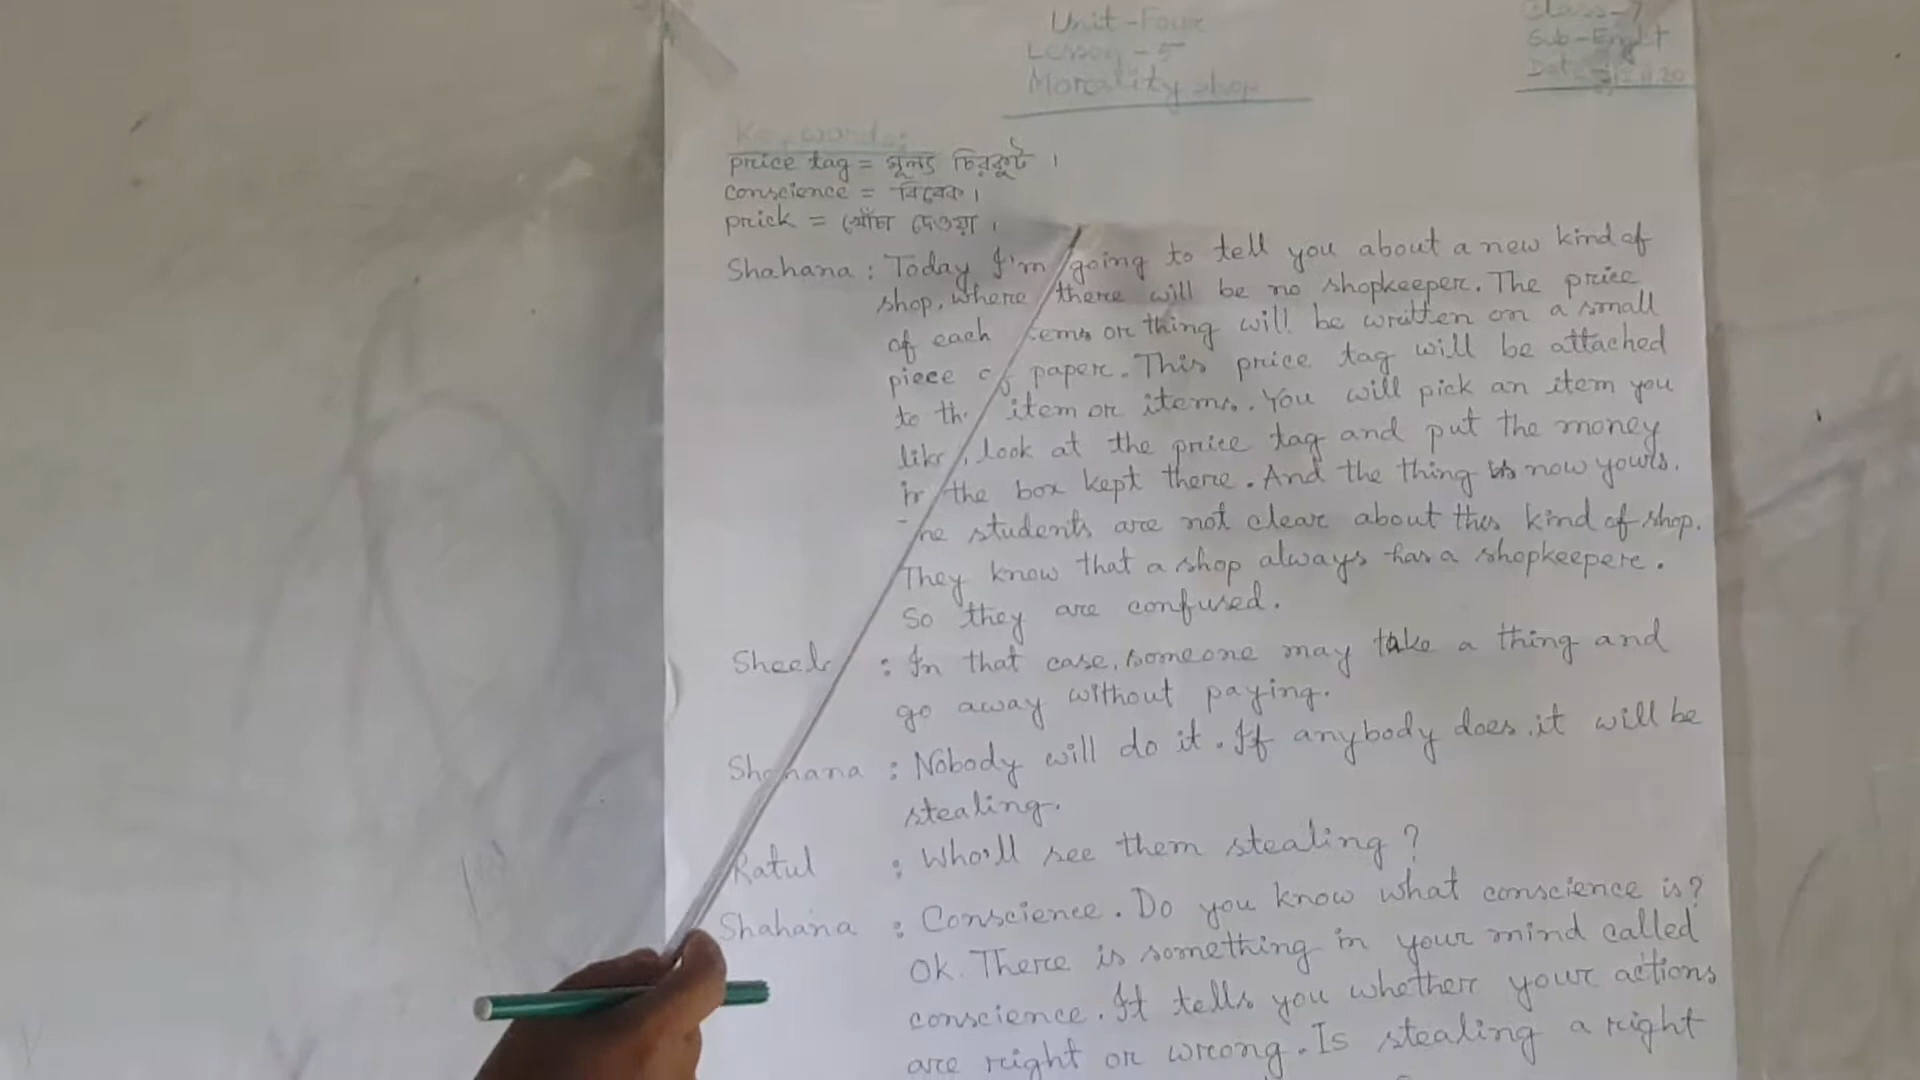 Unit-Four
Lesson-5
Morality shop
Class-7
Sub-Eng
Key words:
price tag = মূল্য চিরকুট ।
conscience = বিবেক।
prick = খোঁচা দেওয়া ।
Shahana : Today I'm going to tell you about a new kind of
shop, where there will be no shopkeeper. The price
of each items or thing will be written on a small
piece of paper. This price tag will be attached
to the item or items. You will pick an item you
like, look at the price tag and put the money
in the box kept there. And the thing is now yours.
The students are not clear about this kind of shop.
They know that a shop always has a shopkeepere.
So they are confused.
: In that case, someone may take a thing and
go away without paying.
Shahana : Nobody will do it. If anybody does, it will be
stealing.
Ratul : Who'll see them stealing?
Shahana : Conscience. Do you know what conscience is?
Ok. There is something in your mind called
conscience. It tells you whether your actions
are right or wrong. Is stealing a right